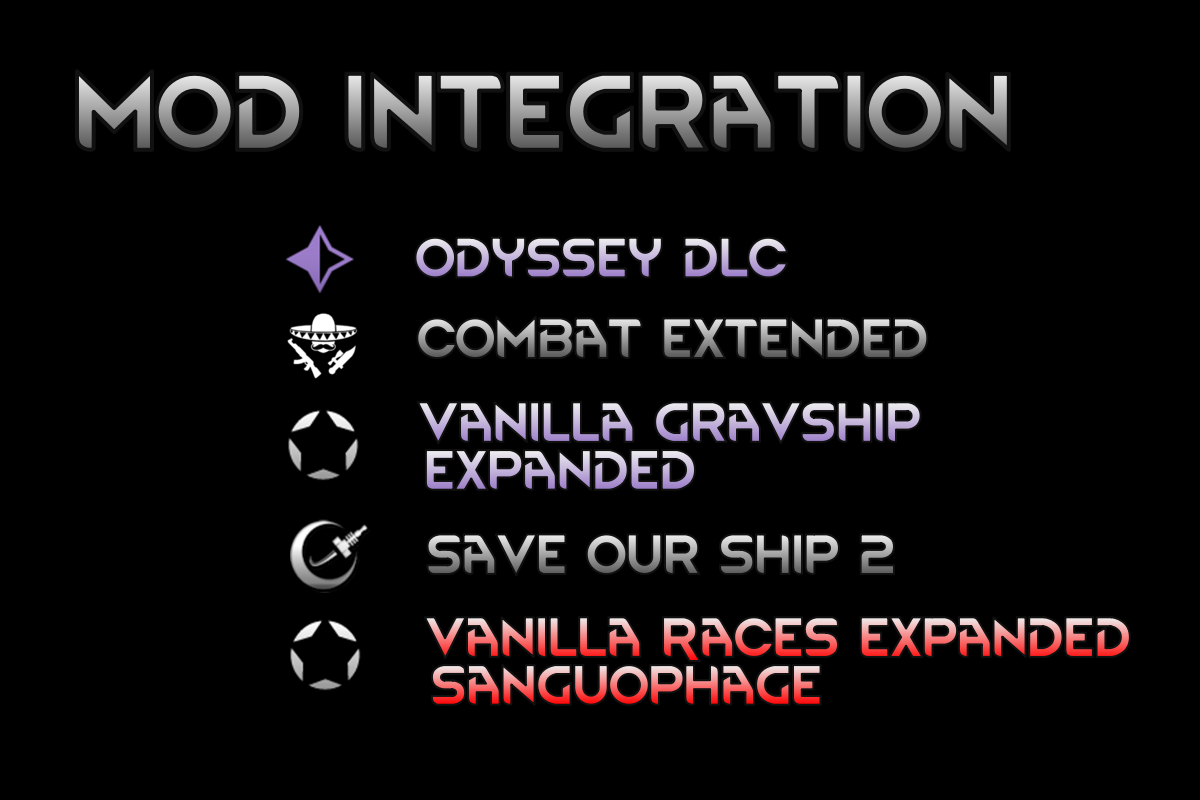 MOD INTEGRATION
ODYSSEY DLC
COMBAT EXTENDED
VANILLA GRAVSHIP
EXPANDED
SAVE OUR SHIP 2
VANILLA RACES EXPANDED
SANGUOPHAGE